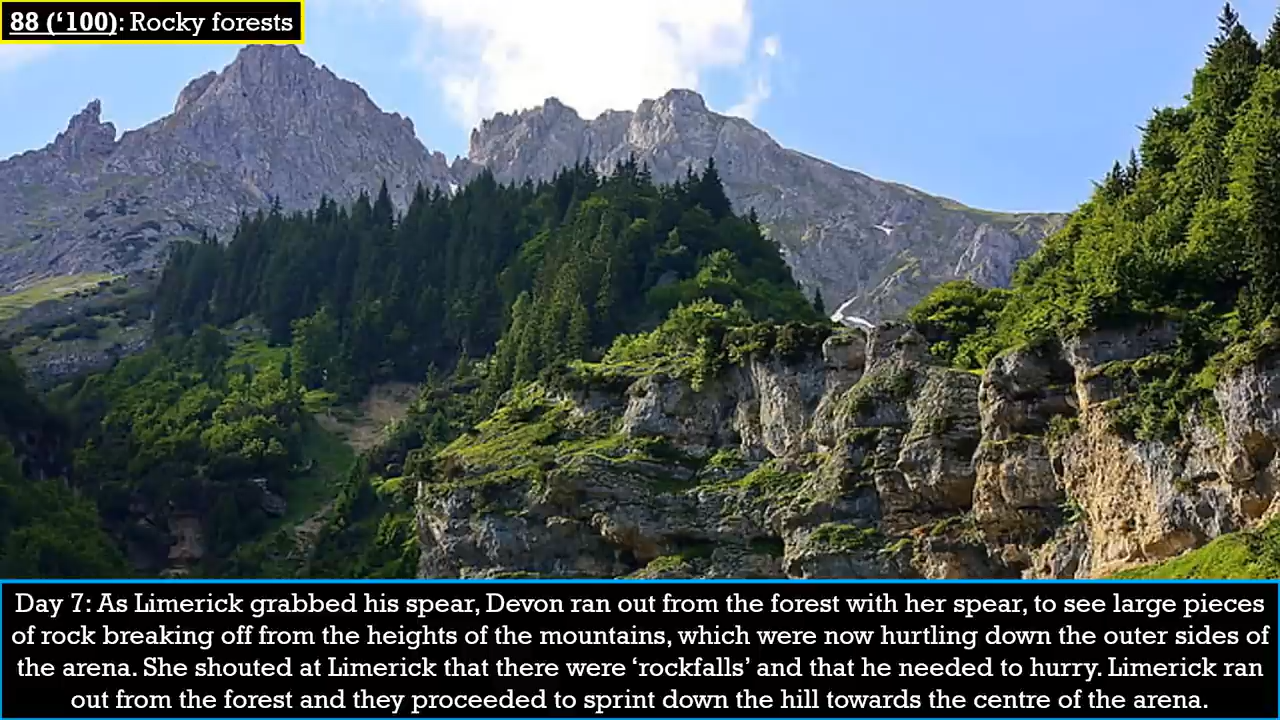 88 (‘100): Rocky forests
Day 7: As Limerick grabbed his spear, Devon ran out from the forest with her spear, to see large pieces
of rock breaking off from the heights of the mountains, which were now hurtling down the outer sides of
the arena. She shouted at Limerick that there were ‘rockfalls’ and that he needed to hurry. Limerick ran
out from the forest and they proceeded to sprint down the hill towards the centre of the arena.